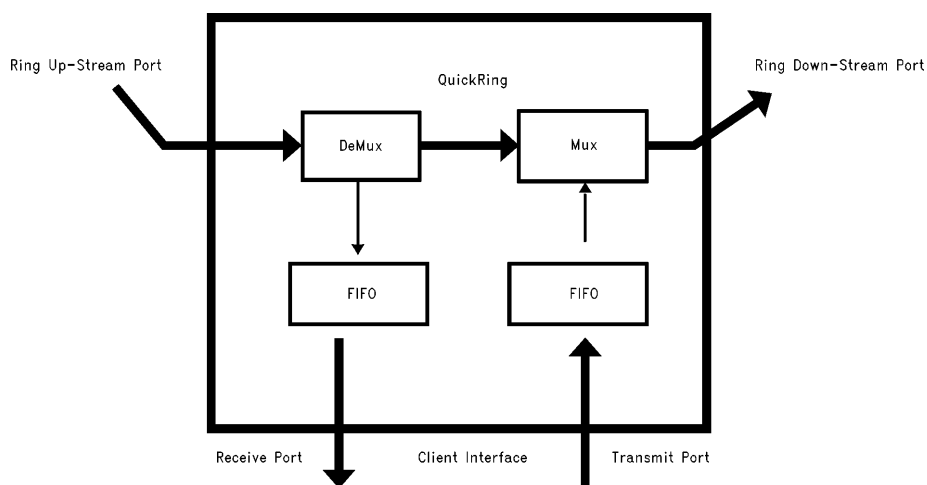 Ring Up-Stream Port
Ring Down-Stream Port
QuickRing
DeMux
Mux
FIFO
FIFO
Receive Port
Client Interface
Transmit Port